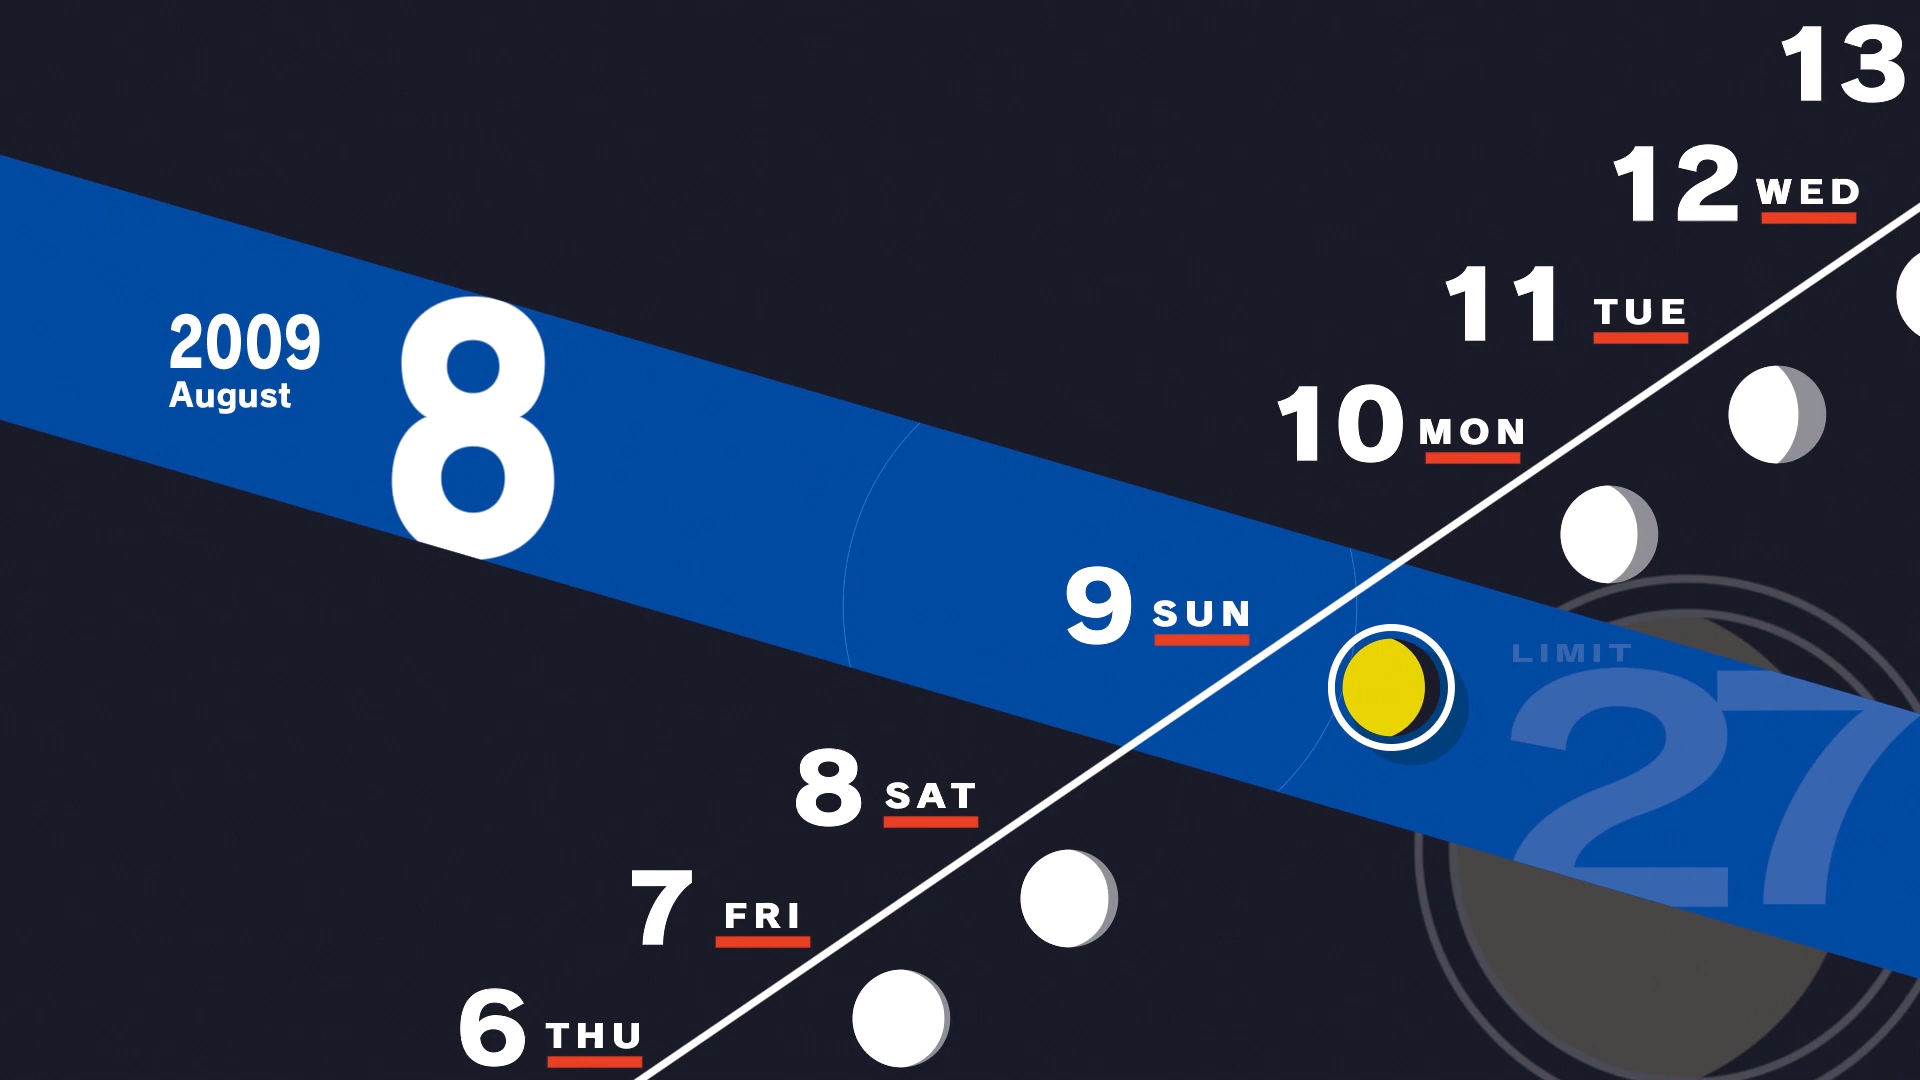 13
12 WED
11 TUE
10 MON
2009
August
8
9 SUN
LIMIT
27
8 SAT
7 FRI
6 THU